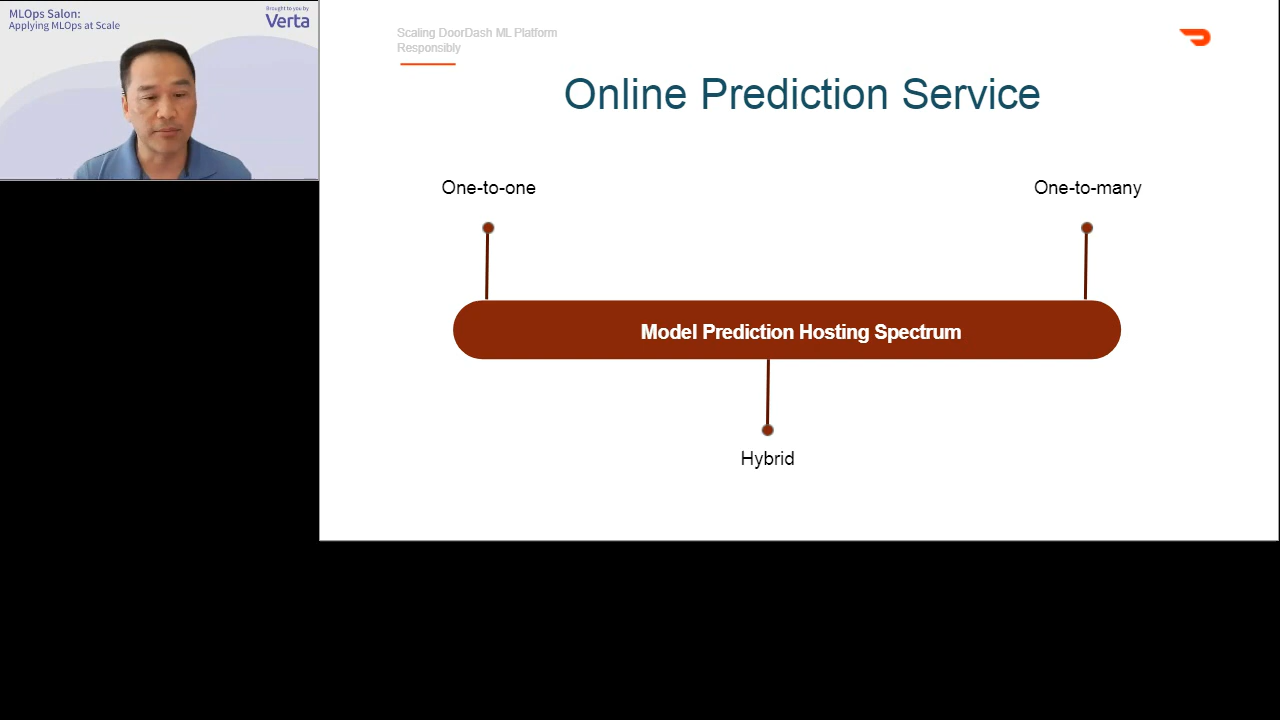 MLOps Salon:
Applying MLOps at Scale
Brought to you by
Verta
Scaling DoorDash ML Platform
Responsibly
Online Prediction Service
One-to-one
One-to-many
Model Prediction Hosting Spectrum
Hybrid